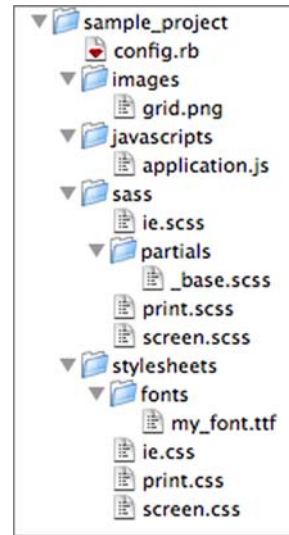 sample_project
config.rb
images
grid.png
javascripts
application.js
sass
ie.scss
partials
_base.scss
print.scss
screen.scss
stylesheets
fonts
my_font.ttf
ie.css
print.css
screen.css